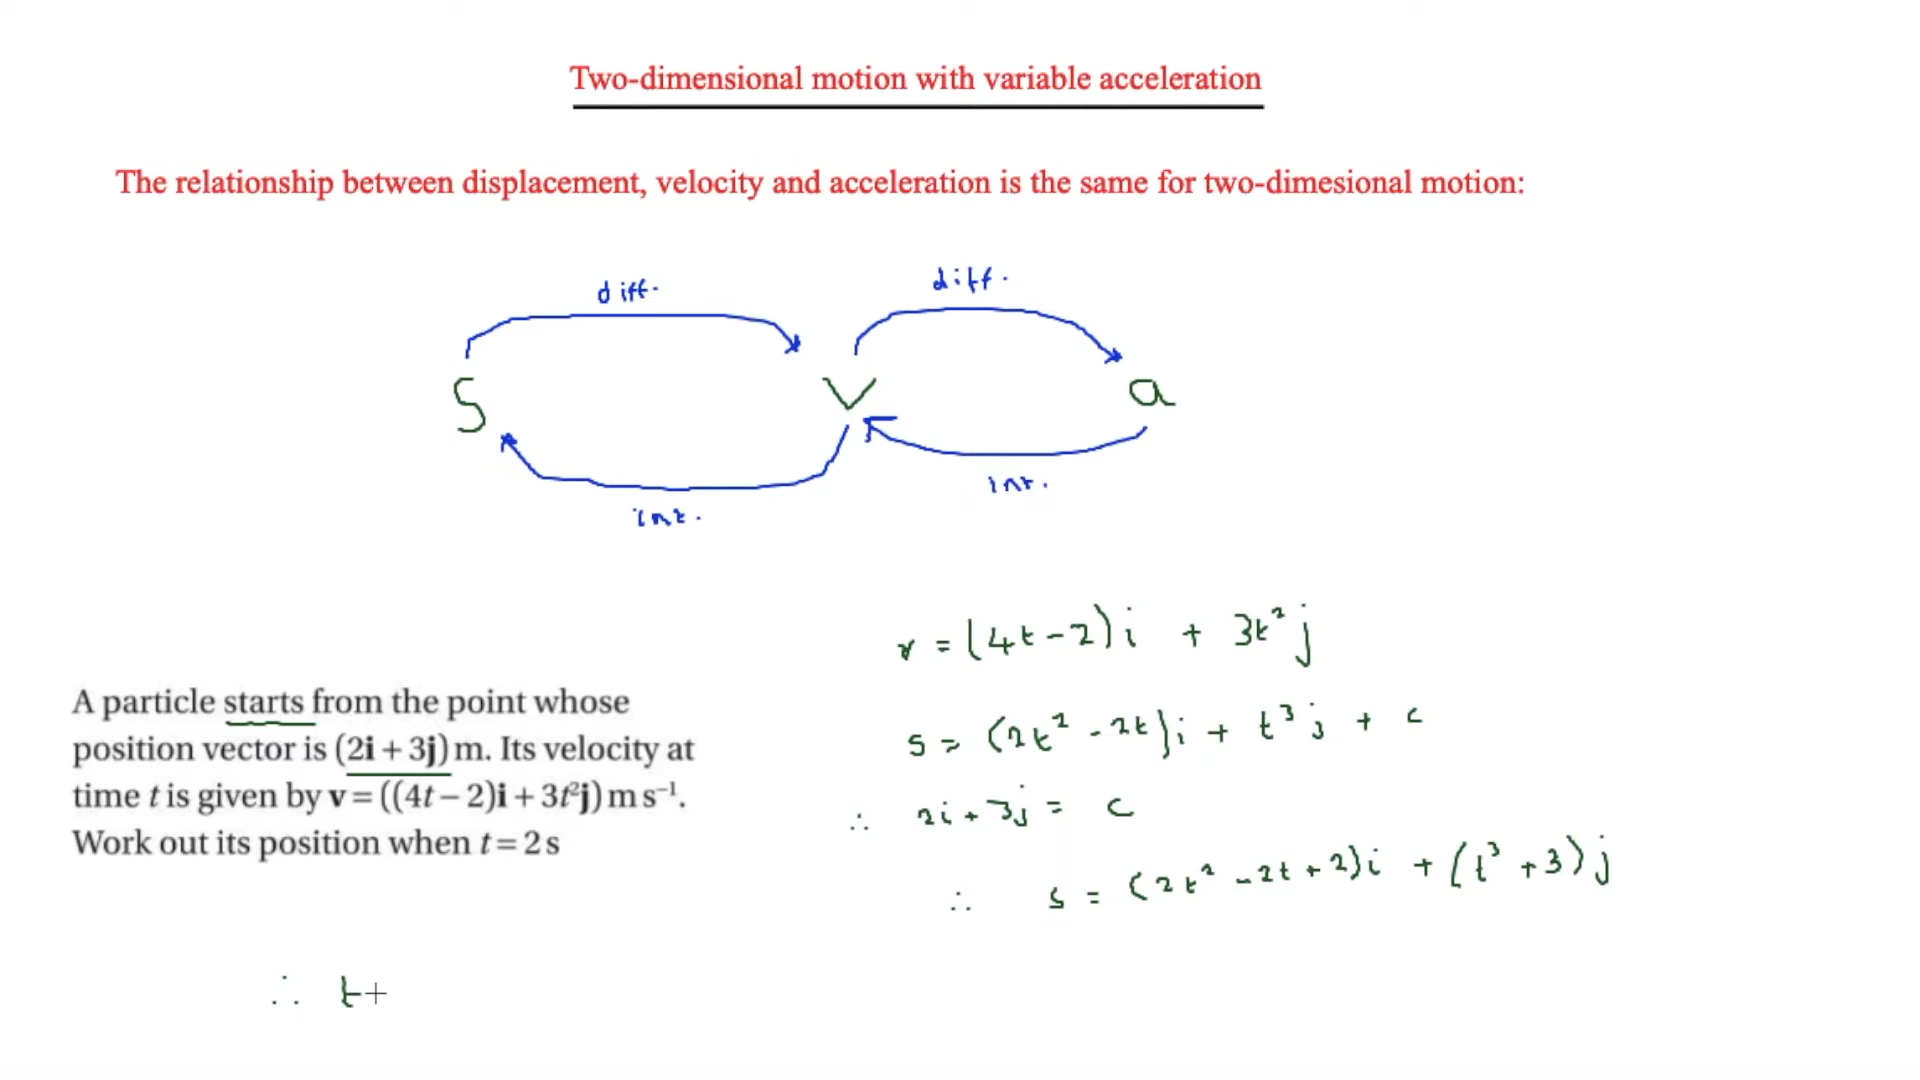 Two-dimensional motion with variable acceleration
The relationship between displacement, velocity and acceleration is the same for two-dimesional motion:
diff. diff.
S V a
int. int.
v = (4t-2)i + 3t²j
s = (2t² - 2t)i + t³j + c
∴ 2i + 3j = c
∴ s = (2t² - 2t + 2)i + (t³ + 3)j
A particle starts from the point whose
position vector is (2i + 3j) m. Its velocity at
time t is given by v = ((4t – 2)i + 3t²j) m s⁻¹.
Work out its position when t = 2 s
∴ t